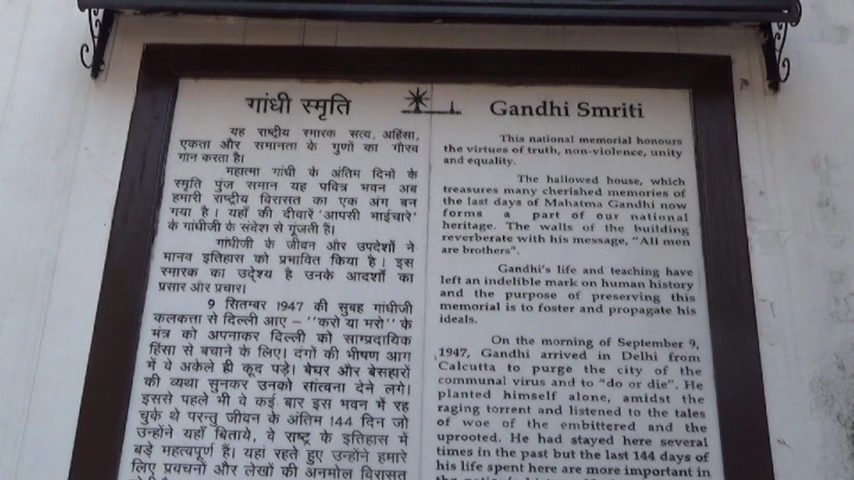 गांधी स्मृति
यह राष्ट्रीय स्मारक सत्य, अहिंसा,
एकता और समानता के गुणों का गौरव
गान करता है।
महात्मा गांधी के अंतिम दिनों के
स्मृति पुंज समान यह पवित्र भवन अब
हमारी राष्ट्रीय विरासत का एक अंग बन
गया है। यहाँ की दीवारें 'आपसी भाईचारे'
के गांधीजी के संदेश से गूंजती हैं।
गांधीजी के जीवन और उपदेशों ने
मानव इतिहास को प्रभावित किया है। इस
स्मारक का उद्देश्य है उनके आदर्शों का
प्रसार और प्रचार।
9 सितम्बर 1947 की सुबह गांधीजी
कलकत्ता से दिल्ली आए – "करो या मरो" के
मंत्र को अपनाकर दिल्ली को साम्प्रदायिक
हिंसा से बचाने के लिए। दंगों की भीषण आग
में वे अकेले ही कूद पड़े। बेघर और बेसहारों
की व्यथा सुनकर उनको सांत्वना देने लगे।
इससे पहले भी वे कई बार इस भवन में रह
चुके थे परन्तु जीवन के अंतिम 144 दिन जो
उन्होंने यहाँ बिताये, वे राष्ट्र के इतिहास में
बड़े महत्वपूर्ण हैं। यहां रहते हुए उन्होंने हमारे
लिए प्रवचनों और लेखों की अनमोल विरासत
Gandhi Smriti
This national memorial honours
the virtues of truth, non-violence, unity
and equality.
The hallowed house, which
treasures many cherished memories of
the last days of Mahatma Gandhi now
forms a part of our national
heritage. The walls of the building
reverberate with his message, "All men
are brothers".
Gandhi's life and teaching have
left an indelible mark on human history
and the purpose of preserving this
memorial is to foster and propagate his
ideals.
On the morning of September 9,
1947, Gandhi arrived in Delhi from
Calcutta to purge the city of the
communal virus and to "do or die". He
planted himself alone, amidst the
raging torrent and listened to the tales
of woe of the embittered and the
uprooted. He had stayed here several
times in the past but the last 144 days of
his life spent here are more important in